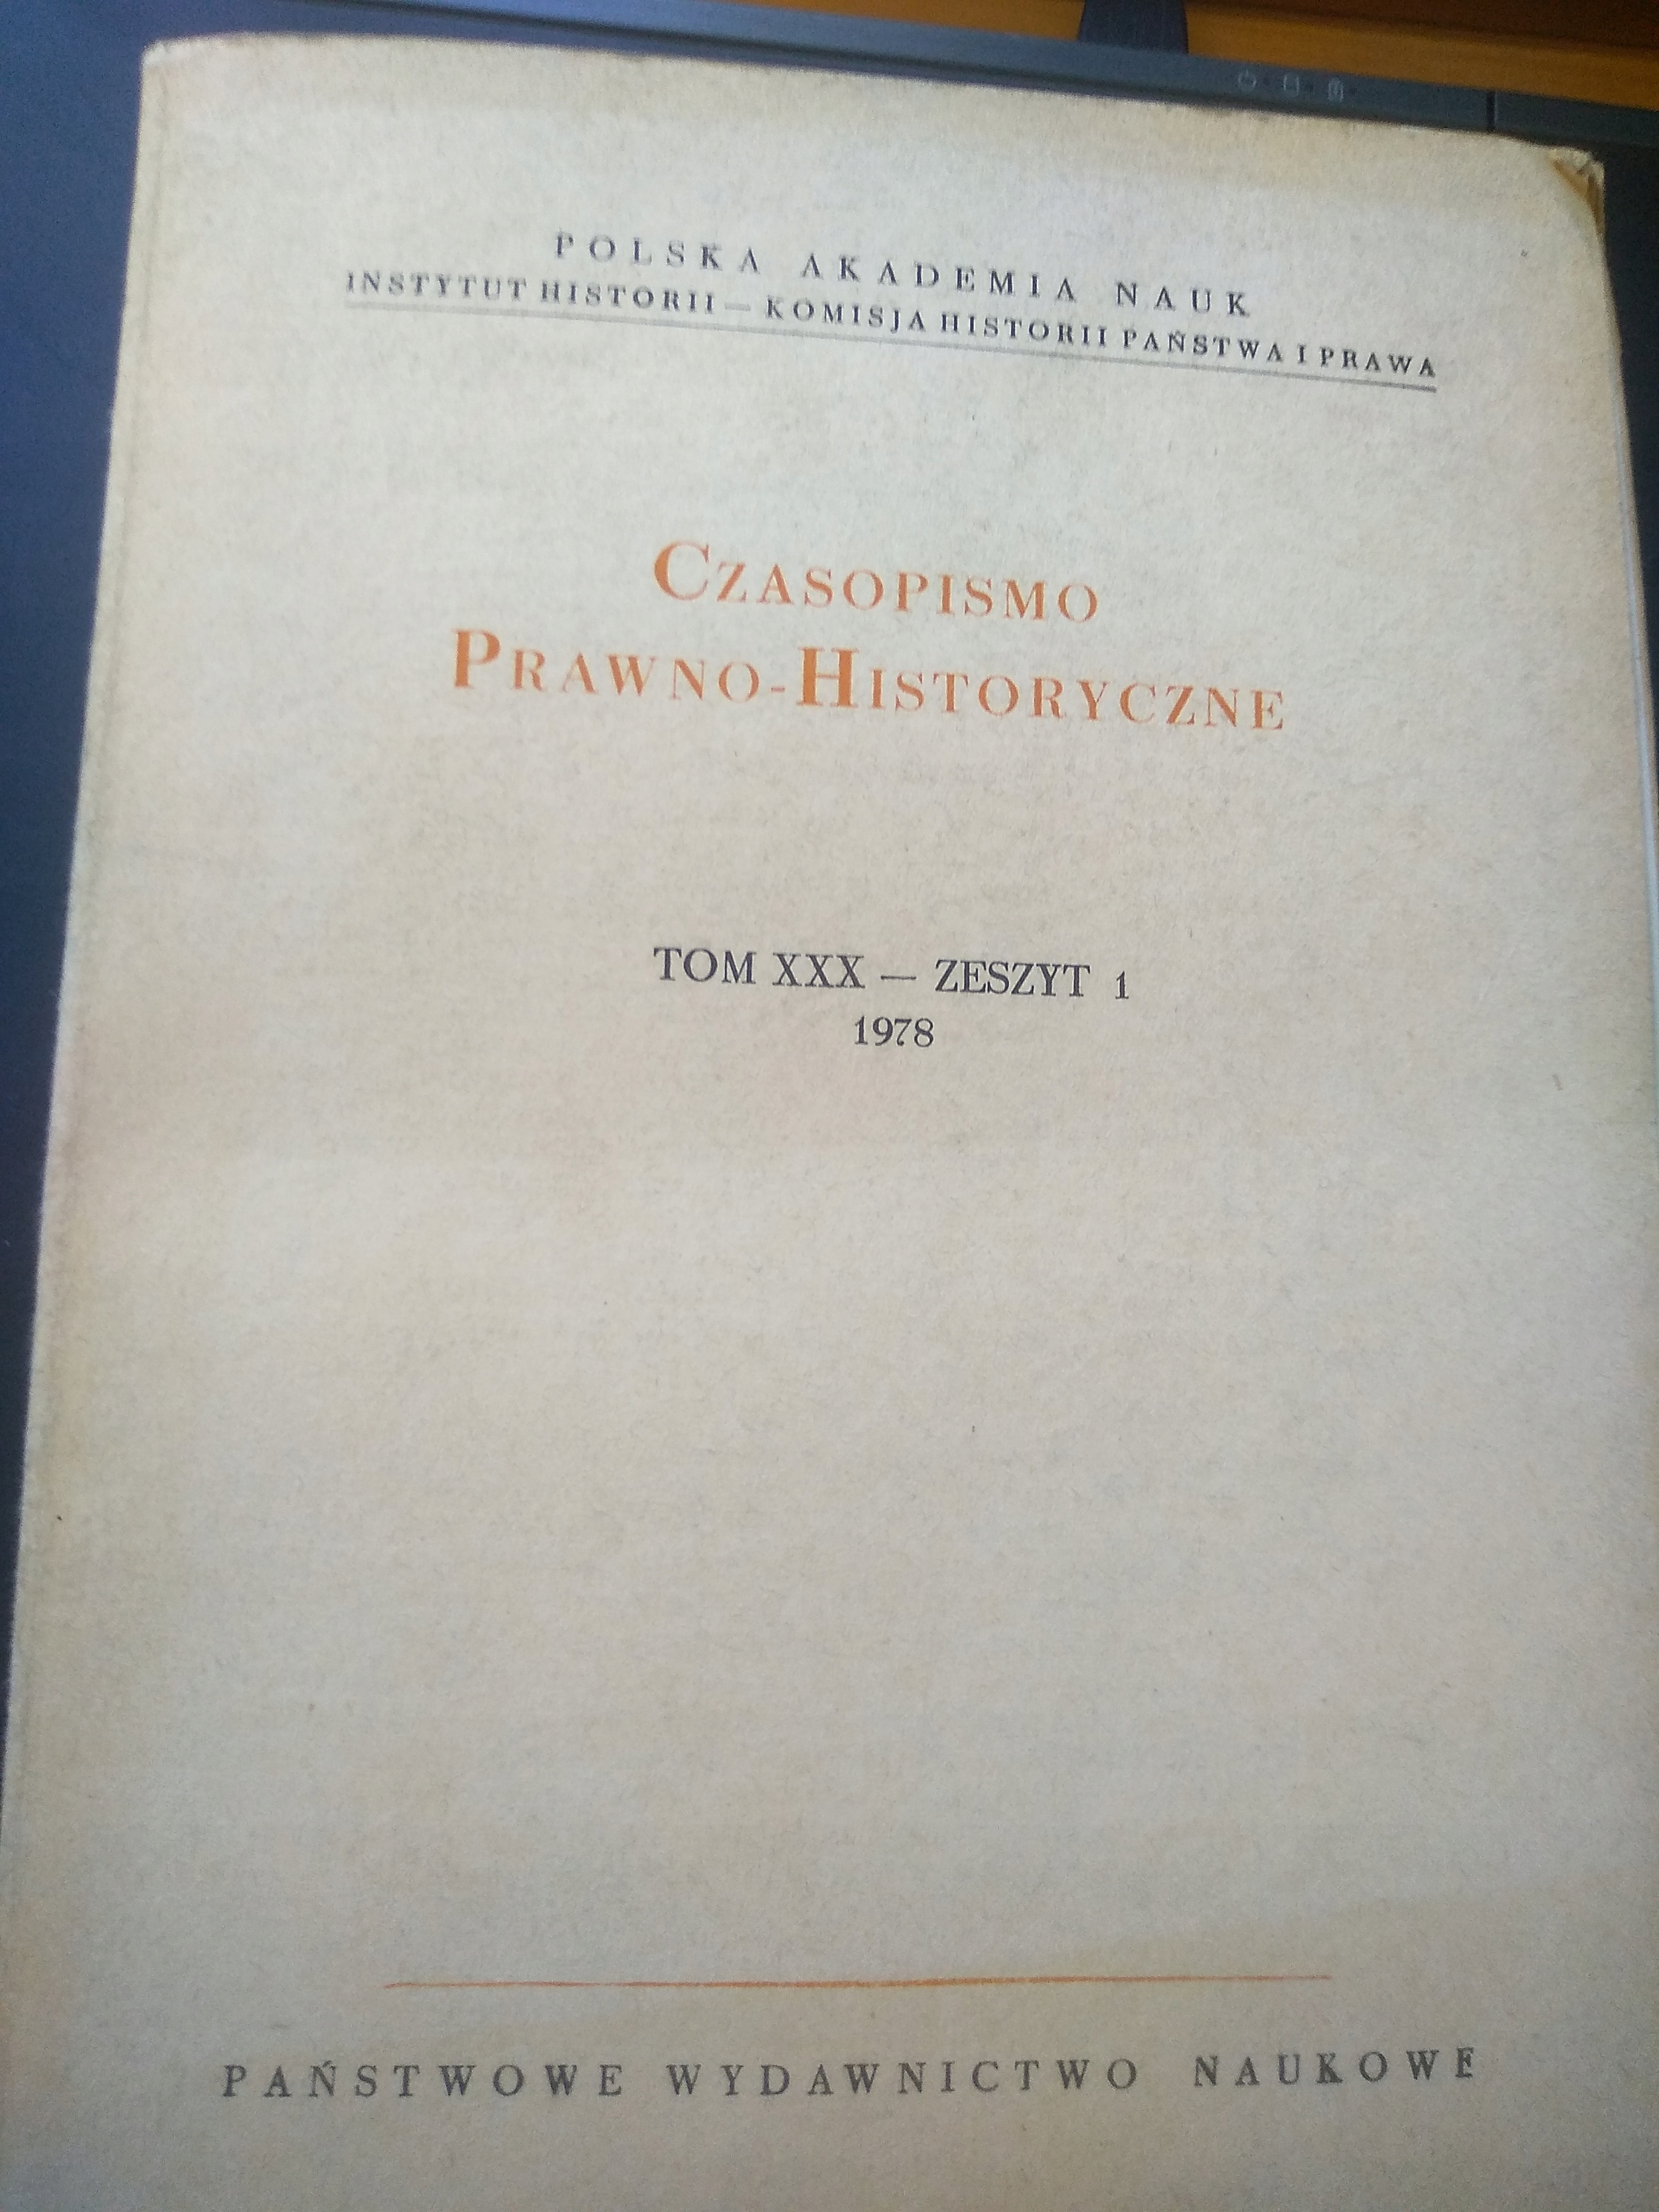 POLSKA AKADEMIA NAUK
INSTYTUT HISTORII — KOMISJA HISTORII PAŃSTWA I PRAWA
CZASOPISMO
PRAWNO-HISTORYCZNE
TOM XXX — ZESZYT 1
1978
PAŃSTWOWE WYDAWNICTWO NAUKOWE